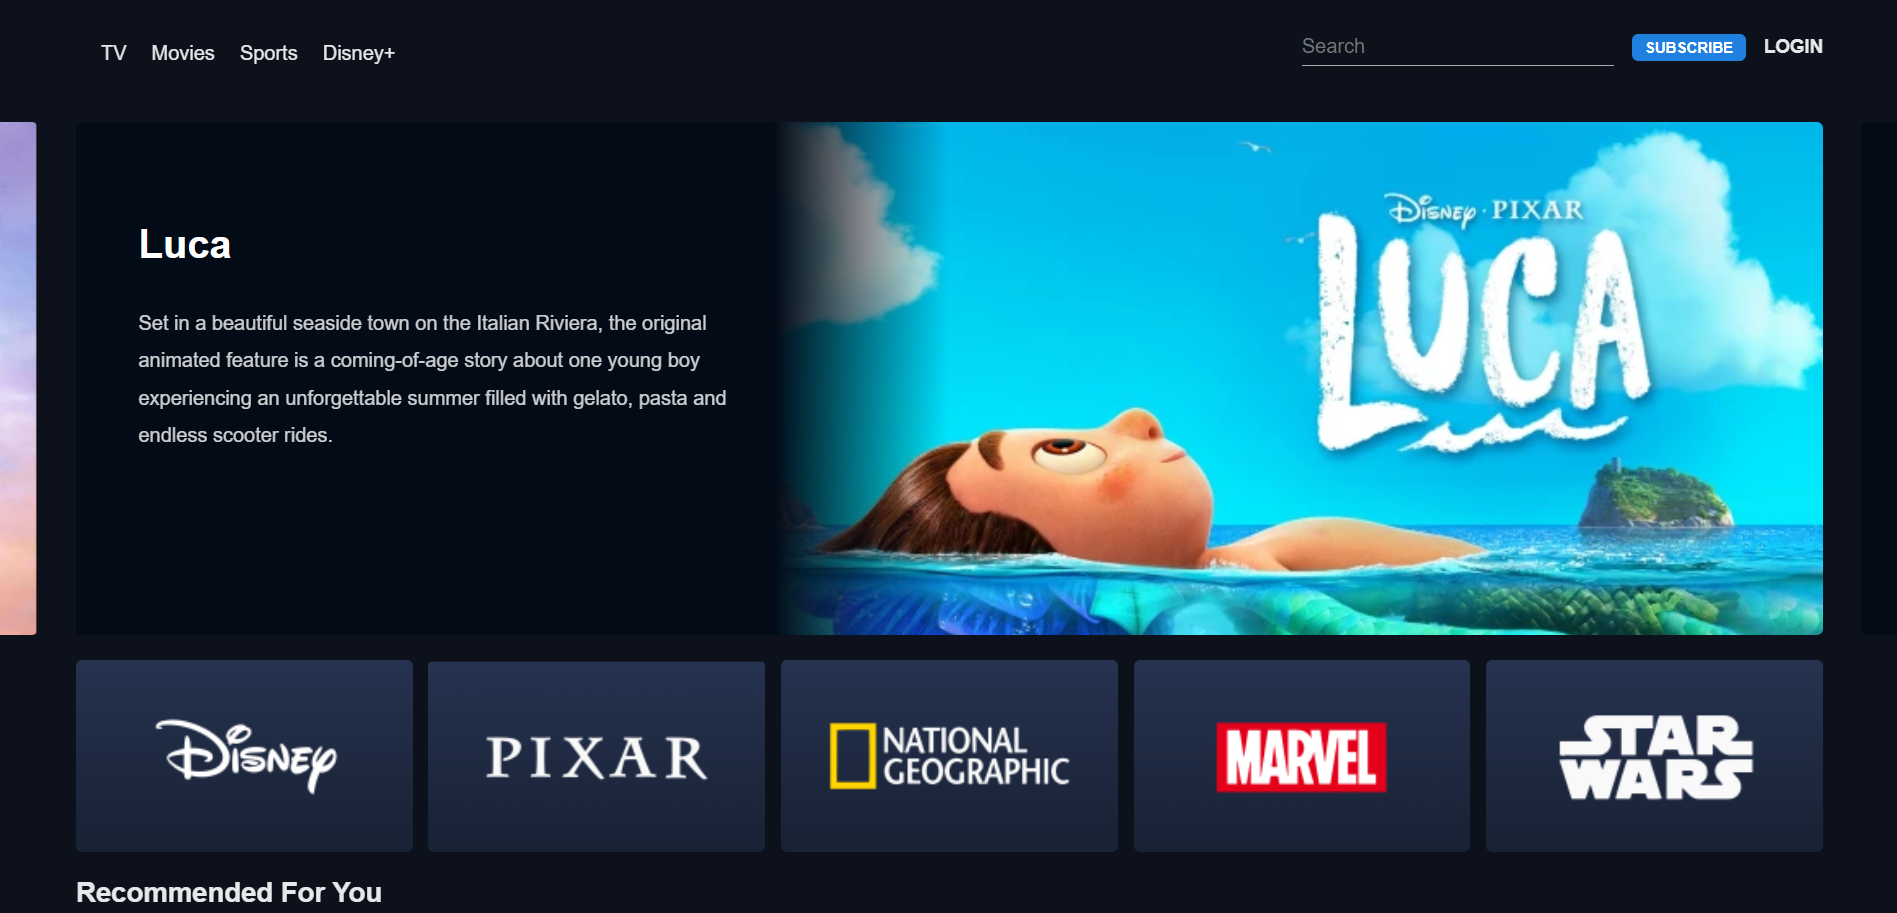 TV Movies Sports Disney+
Search
SUBSCRIBE LOGIN
Luca
Set in a beautiful seaside town on the Italian Riviera, the original
animated feature is a coming-of-age story about one young boy
experiencing an unforgettable summer filled with gelato, pasta and
endless scooter rides.
Disney · PIXAR
LUCA
Disney
PIXAR
NATIONAL
GEOGRAPHIC
MARVEL
STAR
WARS
Recommended For You